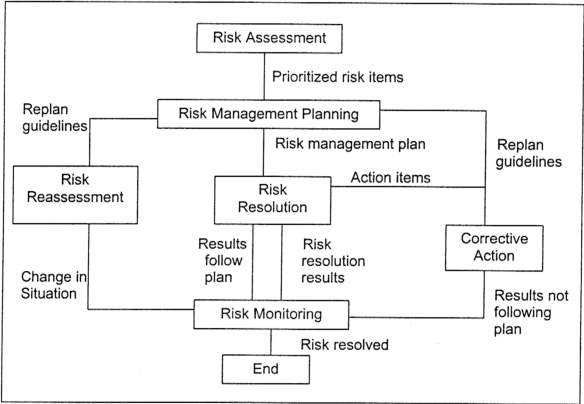 Risk Assessment
Prioritized risk items
Replan
guidelines
Risk Management Planning
Risk management plan
Replan
guidelines
Risk
Reassessment
Risk
Resolution
Action items
Corrective
Action
Results
follow
plan
Risk
resolution
results
Change in
Situation
Results not
following
plan
Risk Monitoring
Risk resolved
End